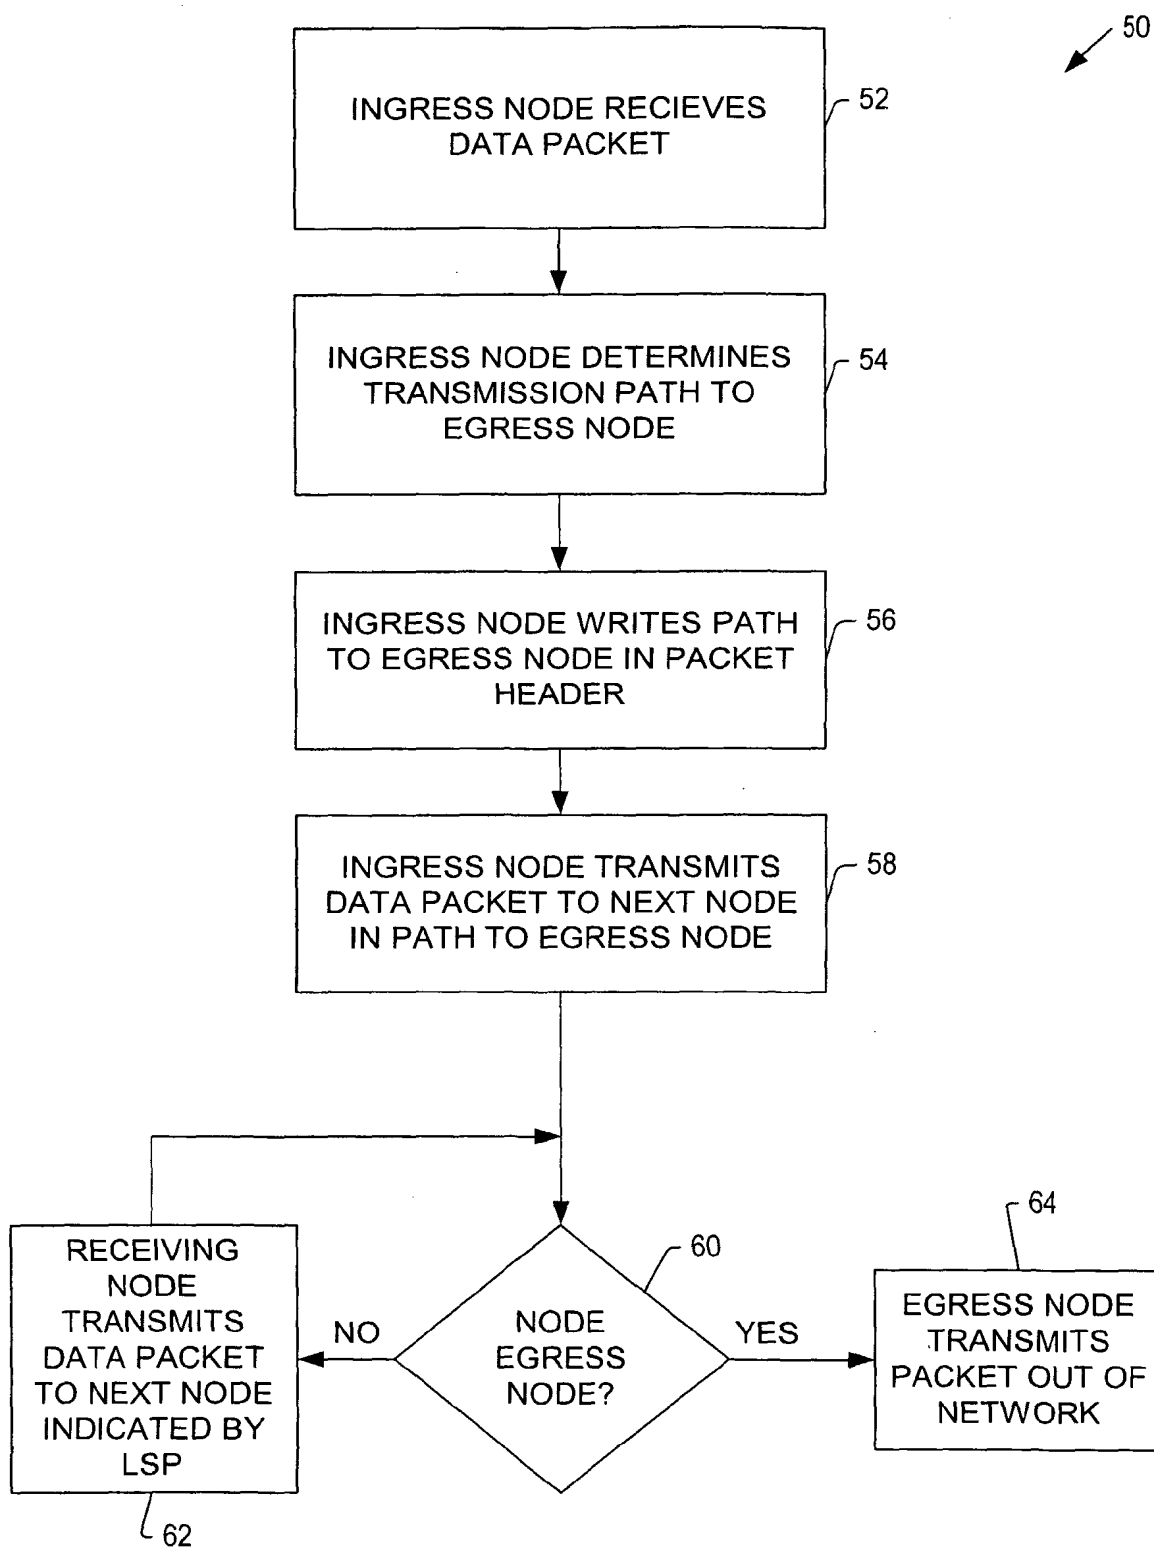 50
INGRESS NODE RECIEVES
DATA PACKET
52
INGRESS NODE DETERMINES
TRANSMISSION PATH TO
EGRESS NODE
54
INGRESS NODE WRITES PATH
TO EGRESS NODE IN PACKET
HEADER
56
INGRESS NODE TRANSMITS
DATA PACKET TO NEXT NODE
IN PATH TO EGRESS NODE
58
RECEIVING
NODE
TRANSMITS
DATA PACKET
TO NEXT NODE
INDICATED BY
LSP
62
NO
NODE
EGRESS
NODE?
60
YES
64
EGRESS NODE
TRANSMITS
PACKET OUT OF
NETWORK